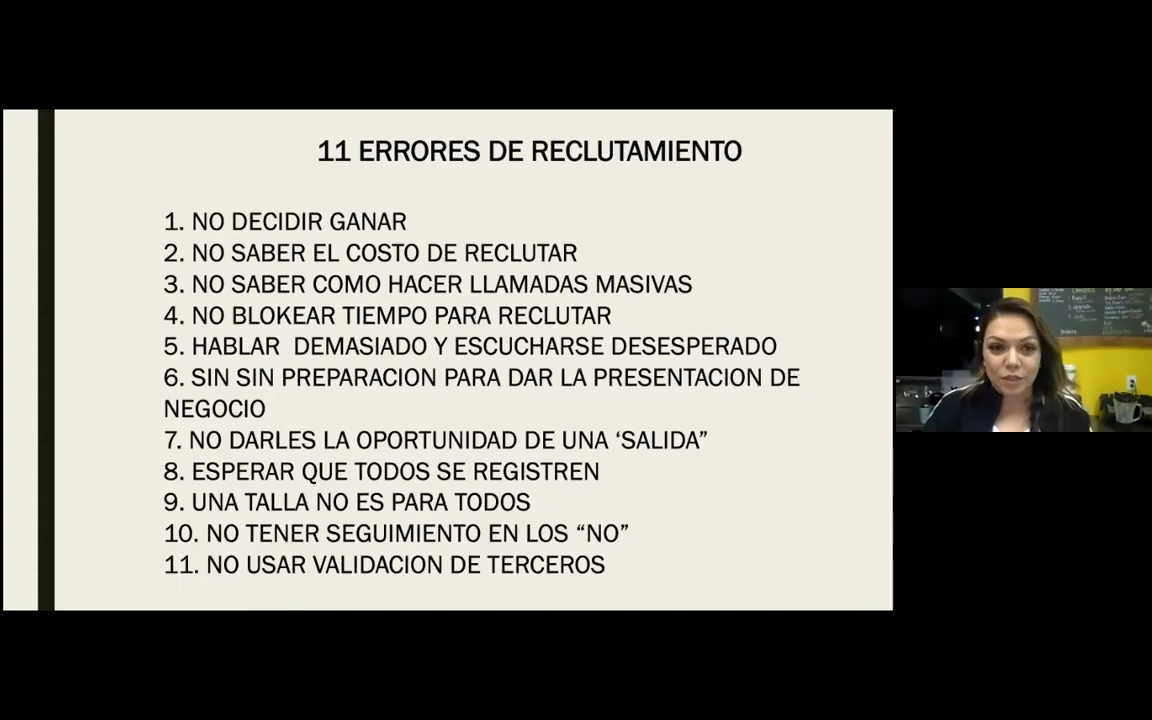 11 ERRORES DE RECLUTAMIENTO
1. NO DECIDIR GANAR
2. NO SABER EL COSTO DE RECLUTAR
3. NO SABER COMO HACER LLAMADAS MASIVAS
4. NO BLOKEAR TIEMPO PARA RECLUTAR
5. HABLAR  DEMASIADO Y ESCUCHARSE DESESPERADO
6. SIN SIN PREPARACION PARA DAR LA PRESENTACION DE
NEGOCIO
7. NO DARLES LA OPORTUNIDAD DE UNA ‘SALIDA”
8. ESPERAR QUE TODOS SE REGISTREN
9. UNA TALLA NO ES PARA TODOS
10. NO TENER SEGUIMIENTO EN LOS “NO”
11. NO USAR VALIDACION DE TERCEROS